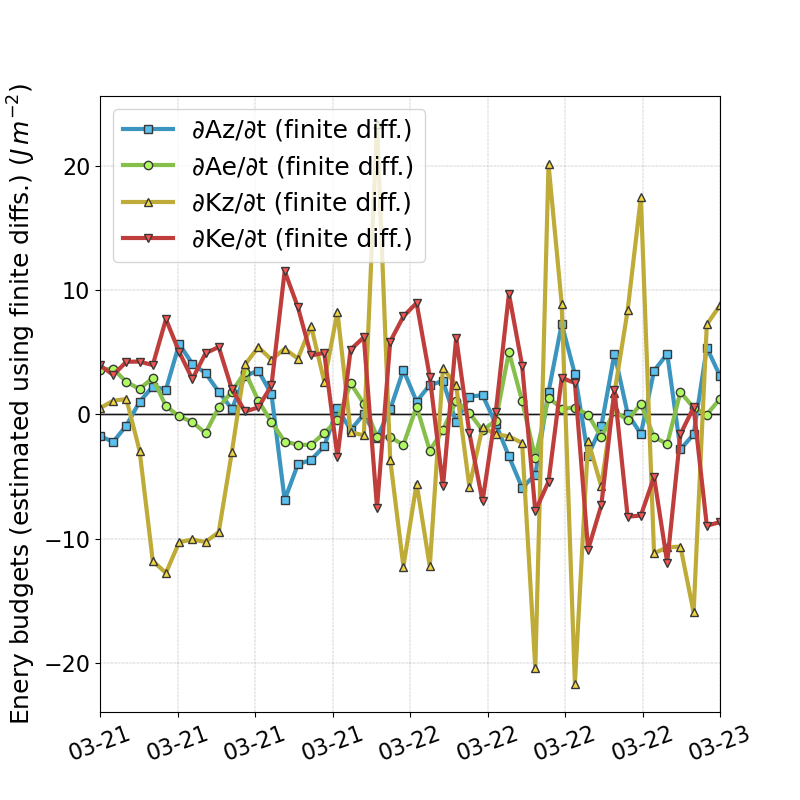 Enery budgets (estimated using finite diffs.) (J m⁻²)
∂Az/∂t (finite diff.)
∂Ae/∂t (finite diff.)
∂Kz/∂t (finite diff.)
∂Ke/∂t (finite diff.)
20
10
0
−10
−20
03-21 03-21 03-21 03-21 03-22 03-22 03-22 03-22 03-23